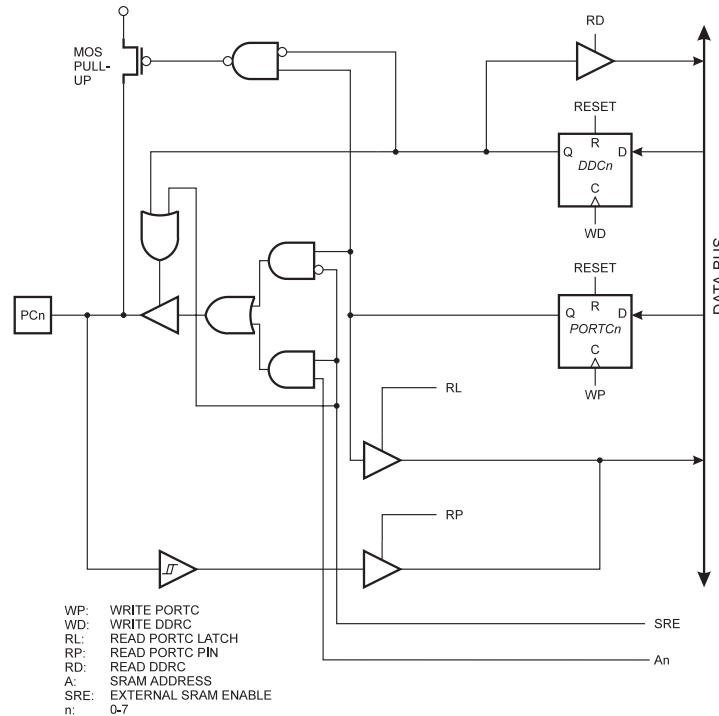 MOS
PULL-
UP
RD
RESET
R
Q
D
DDCn
C
WD
RESET
R
PCn
Q
D
PORTCn
C
WP
DATA BUS
RL
RP
SRE
An
WP: WRITE PORTC
WD: WRITE DDRC
RL: READ PORTC LATCH
RP: READ PORTC PIN
RD: READ DDRC
A: SRAM ADDRESS
SRE: EXTERNAL SRAM ENABLE
n: 0-7